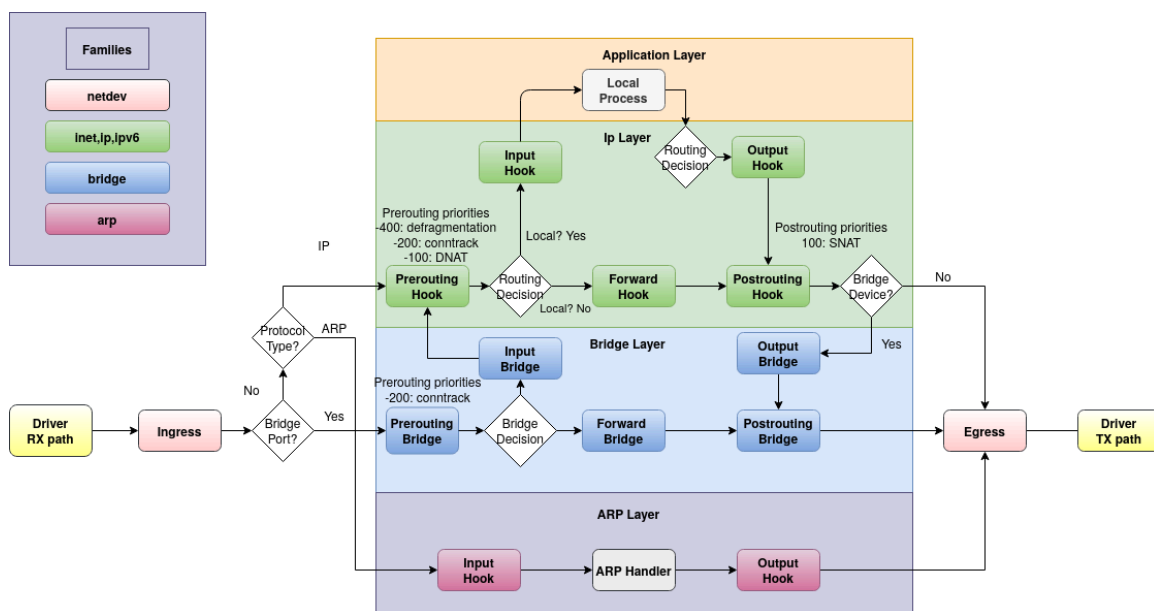 Families
netdev
inet,ip,ipv6
bridge
arp
Application Layer
Local
Process
Ip Layer
Input
Hook
Routing
Decision
Output
Hook
Prerouting priorities
-400: defragmentation
-200: conntrack
-100: DNAT
Local? Yes
Postrouting priorities
100: SNAT
IP
Prerouting
Hook
Routing
Decision
Local? No
Forward
Hook
Postrouting
Hook
Bridge
Device?
No
Yes
Protocol
Type?
ARP
No
Bridge Layer
Input
Bridge
Output
Bridge
Prerouting priorities
-200: conntrack
Driver
RX path
Ingress
Bridge
Port?
Yes
Prerouting
Bridge
Bridge
Decision
Forward
Bridge
Postrouting
Bridge
Egress
Driver
TX path
ARP Layer
Input
Hook
ARP Handler
Output
Hook